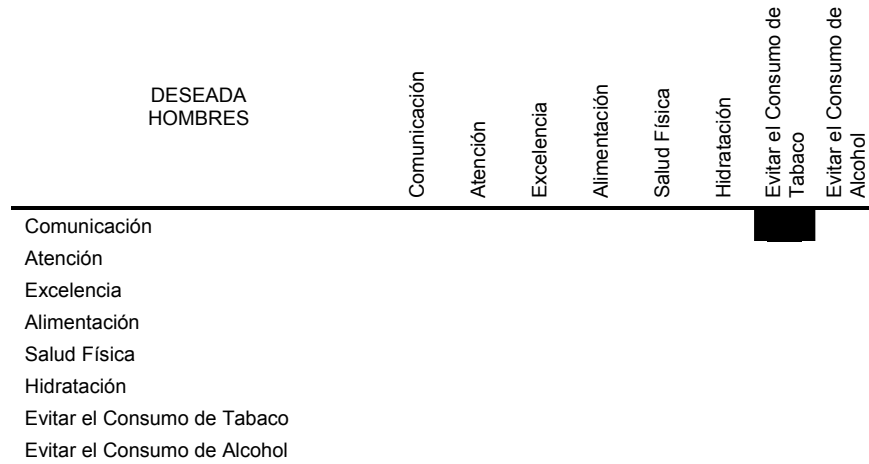 DESEADA
HOMBRES
Comunicación
Atención
Excelencia
Alimentación
Salud Física
Hidratación
Evitar el Consumo de
Tabaco
Evitar el Consumo de
Alcohol
Comunicación
Atención
Excelencia
Alimentación
Salud Física
Hidratación
Evitar el Consumo de Tabaco
Evitar el Consumo de Alcohol